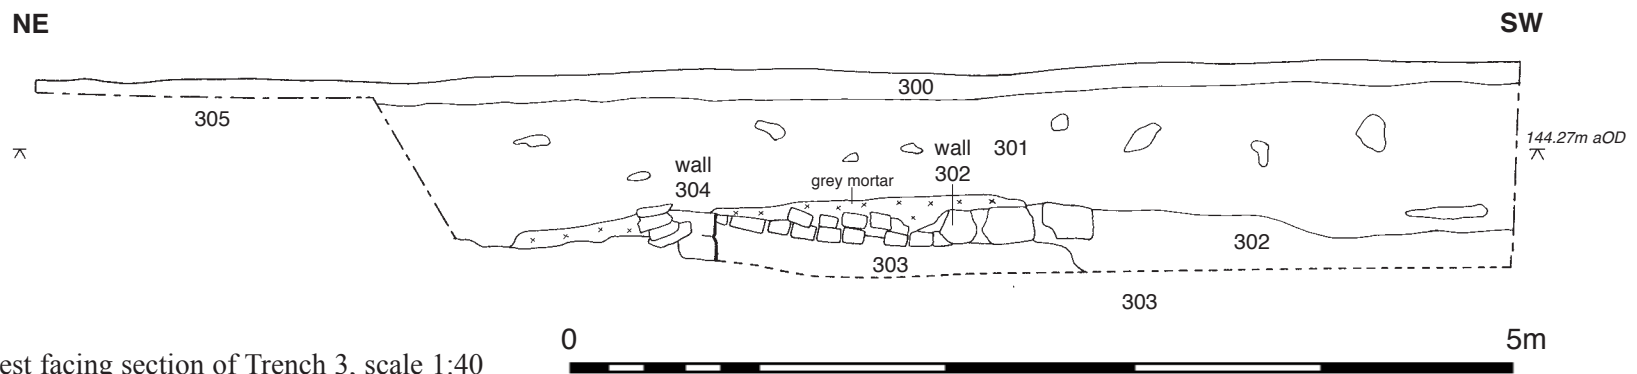 NE SW
300
305
144.27m aOD
wall 301
wall 302
304 grey mortar
302
303
303
0 5m
est facing section of Trench 3, scale 1:40